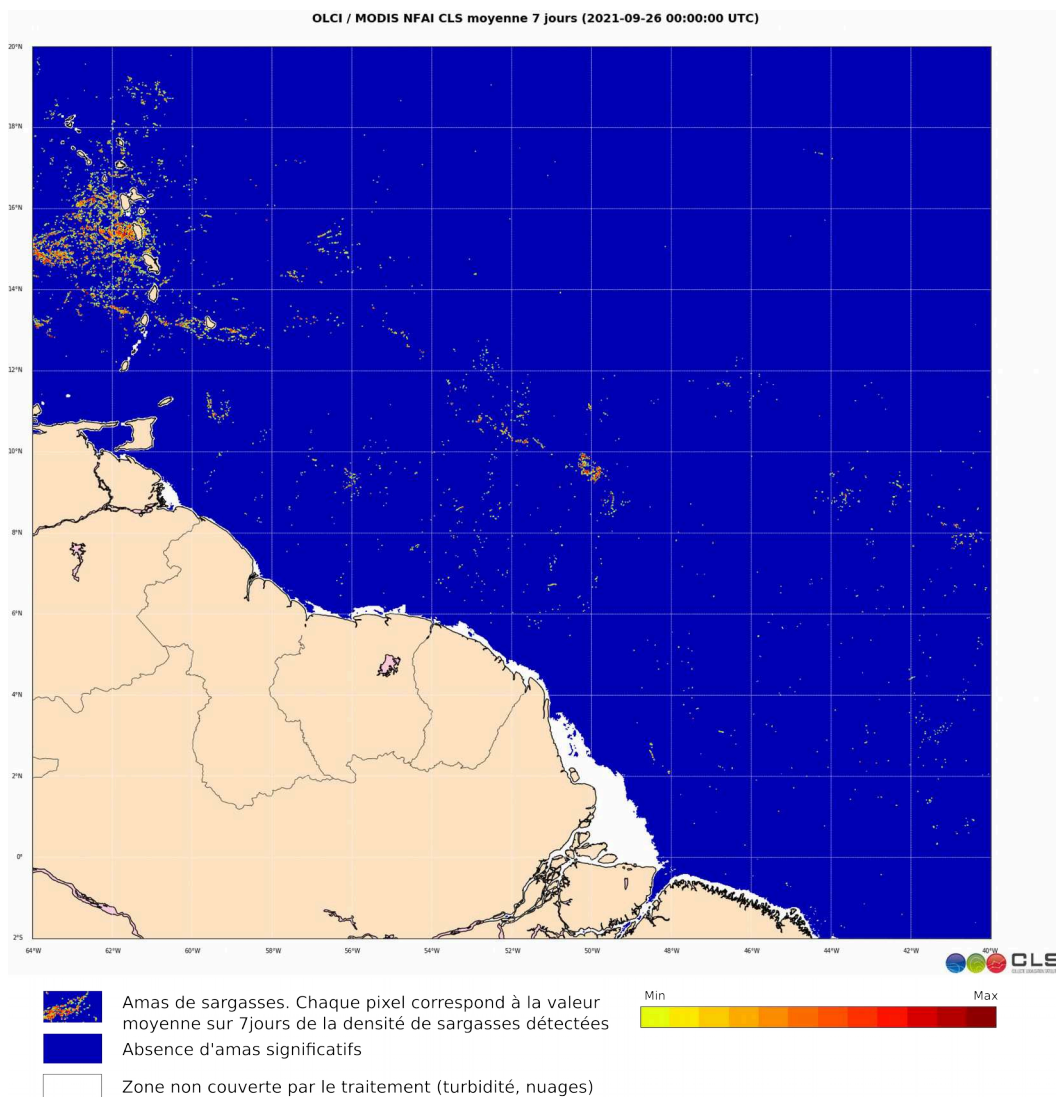 OLCI / MODIS NFAI CLS moyenne 7 jours (2021-09-26 00:00:00 UTC)
20°N
18°N
16°N
14°N
12°N
10°N
8°N
6°N
4°N
2°N
0°
2°S
64°W 62°W 60°W 58°W 56°W 54°W 52°W 50°W 48°W 46°W 44°W 42°W 40°W
CLS
Amas de sargasses. Chaque pixel correspond à la valeur
moyenne sur 7jours de la densité de sargasses détectées
Min Max
Absence d'amas significatifs
Zone non couverte par le traitement (turbidité, nuages)